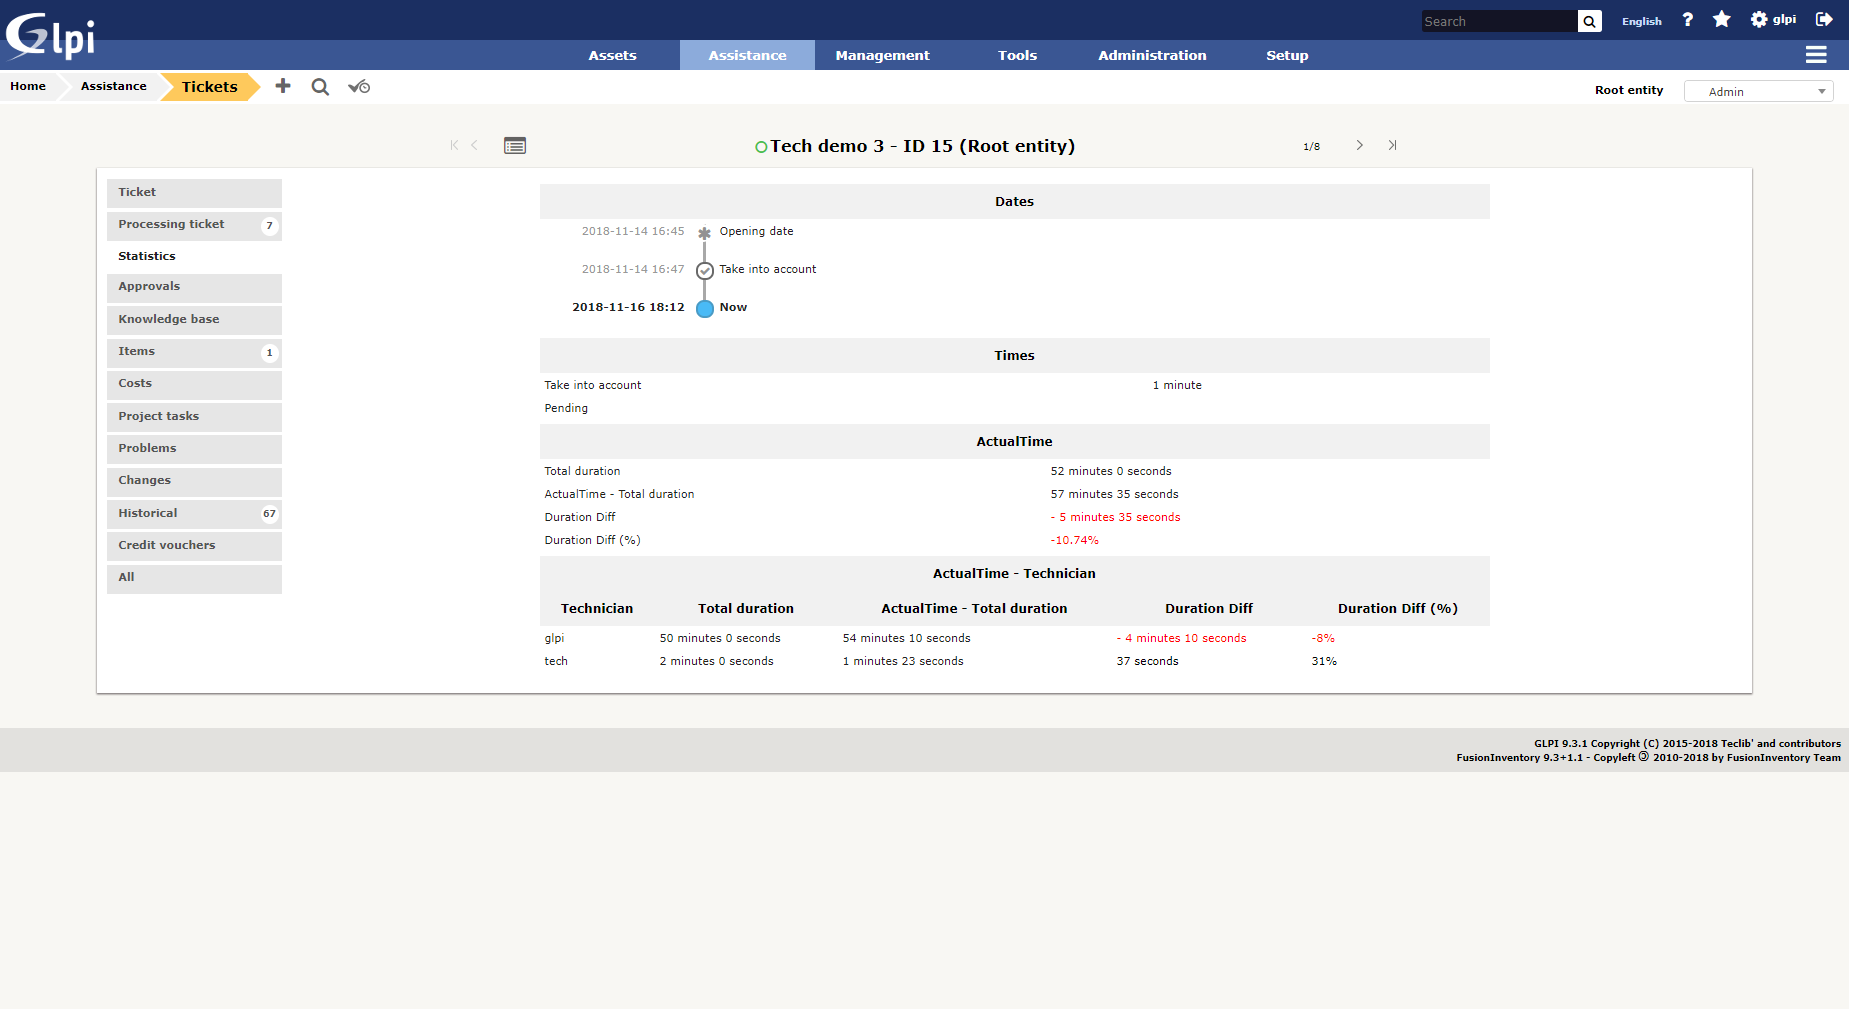 Glpi
Search
English
?
glpi
Assets
Assistance
Management
Tools
Administration
Setup
Home
Assistance
Tickets
Root entity
Admin
Tech demo 3 - ID 15 (Root entity)
1/8
Ticket
Processing ticket 7
Statistics
Approvals
Knowledge base
Items 1
Costs
Project tasks
Problems
Changes
Historical 67
Credit vouchers
All
Dates
2018-11-14 16:45 Opening date
2018-11-14 16:47 Take into account
2018-11-16 18:12 Now
Times
Take into account 1 minute
Pending
ActualTime
Total duration 52 minutes 0 seconds
ActualTime - Total duration 57 minutes 35 seconds
Duration Diff - 5 minutes 35 seconds
Duration Diff (%) -10.74%
ActualTime - Technician
Technician Total duration ActualTime - Total duration Duration Diff Duration Diff (%)
glpi 50 minutes 0 seconds 54 minutes 10 seconds - 4 minutes 10 seconds -8%
tech 2 minutes 0 seconds 1 minutes 23 seconds 37 seconds 31%
GLPI 9.3.1 Copyright (C) 2015-2018 Teclib' and contributors
FusionInventory 9.3+1.1 - Copyleft 🄯 2010-2018 by FusionInventory Team